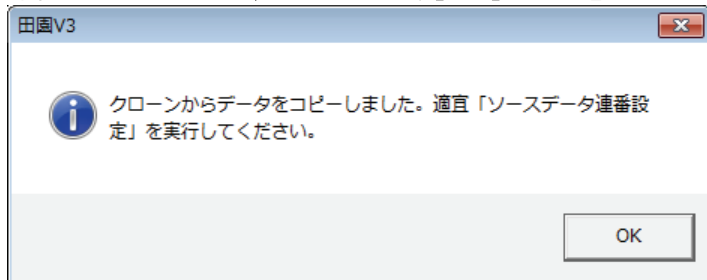 田園V3
クローンからデータをコピーしました。適宜「ソースデータ連番設
定」を実行してください。
OK